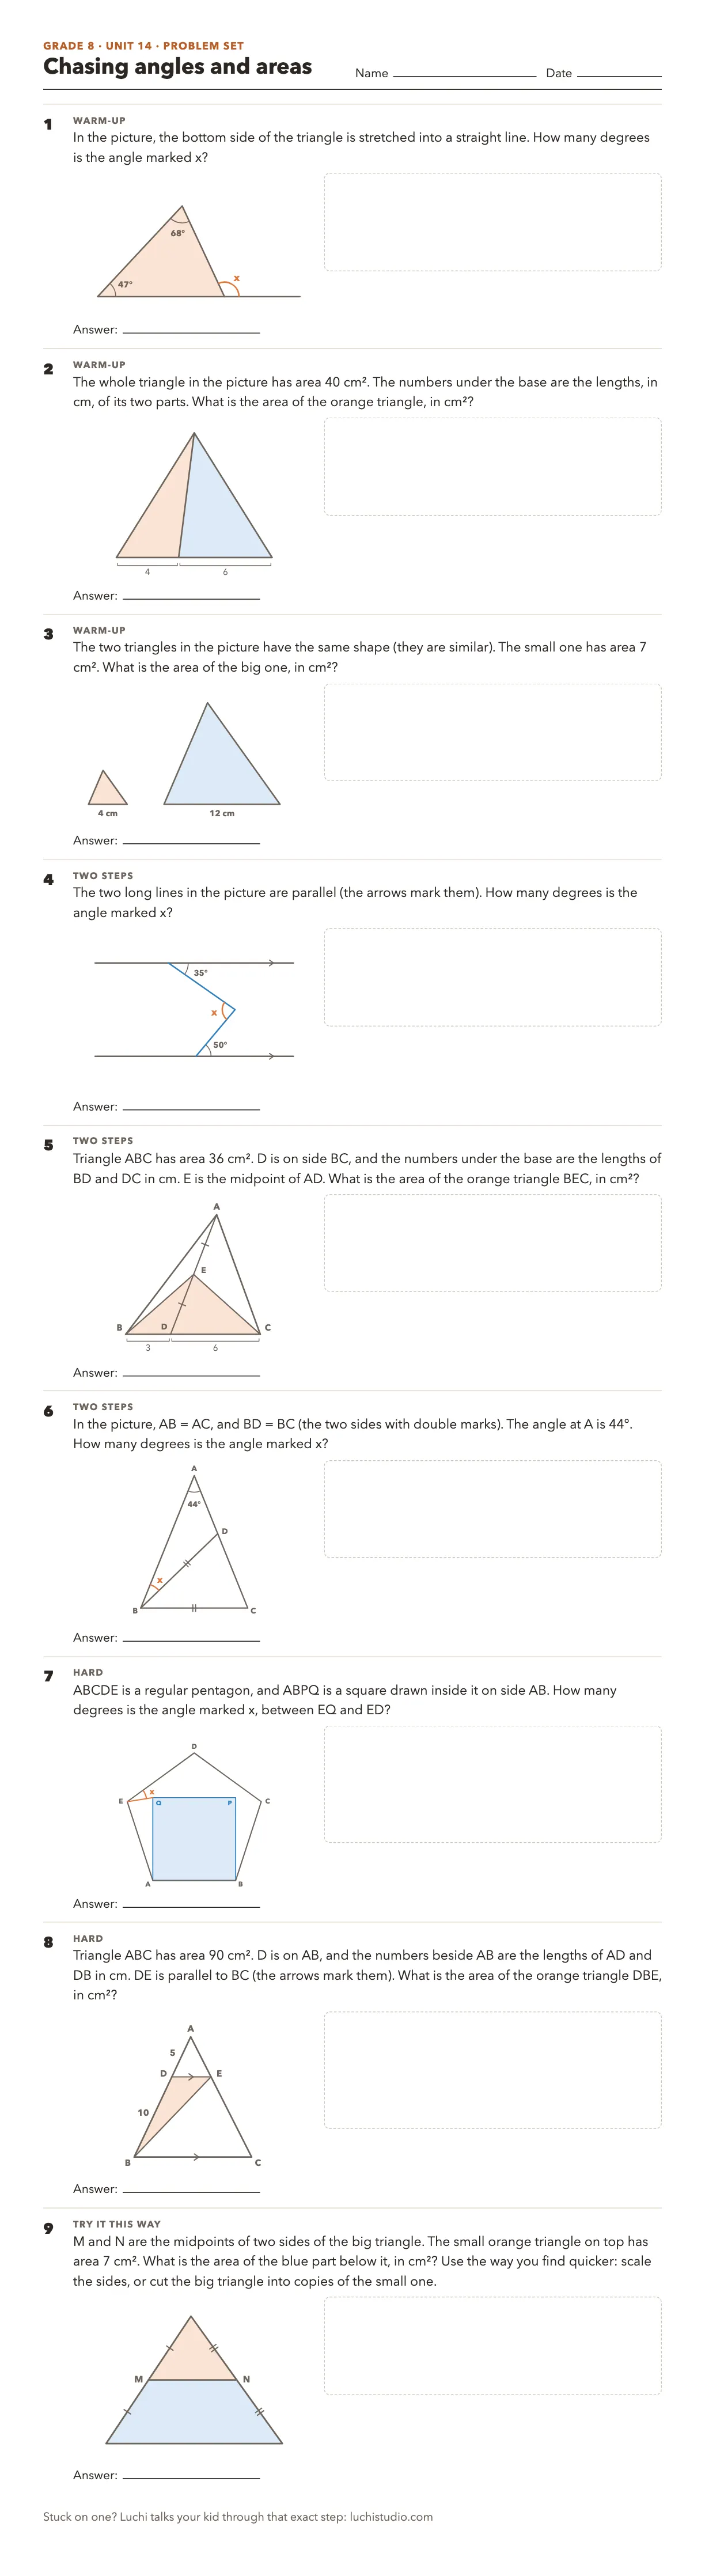 GRADE 8 · UNIT 14 · PROBLEM SET
Chasing angles and areas
Name
Date
1
WARM-UP
In the picture, the bottom side of the triangle is stretched into a straight line. How many degrees
is the angle marked x?
68°
47°
x
Answer:
2
WARM-UP
The whole triangle in the picture has area 40 cm². The numbers under the base are the lengths, in
cm, of its two parts. What is the area of the orange triangle, in cm²?
4
6
Answer:
3
WARM-UP
The two triangles in the picture have the same shape (they are similar). The small one has area 7
cm². What is the area of the big one, in cm²?
4 cm
12 cm
Answer:
4
TWO STEPS
The two long lines in the picture are parallel (the arrows mark them). How many degrees is the
angle marked x?
35°
x
50°
Answer:
5
TWO STEPS
Triangle ABC has area 36 cm². D is on side BC, and the numbers under the base are the lengths of
BD and DC in cm. E is the midpoint of AD. What is the area of the orange triangle BEC, in cm²?
A
E
B
D
C
3
6
Answer:
6
TWO STEPS
In the picture, AB = AC, and BD = BC (the two sides with double marks). The angle at A is 44°.
How many degrees is the angle marked x?
A
44°
D
x
B
C
Answer:
7
HARD
ABCDE is a regular pentagon, and ABPQ is a square drawn inside it on side AB. How many
degrees is the angle marked x, between EQ and ED?
D
x
E
Q
P
C
A
B
Answer:
8
HARD
Triangle ABC has area 90 cm². D is on AB, and the numbers beside AB are the lengths of AD and
DB in cm. DE is parallel to BC (the arrows mark them). What is the area of the orange triangle DBE,
in cm²?
A
5
D
E
10
B
C
Answer:
9
TRY IT THIS WAY
M and N are the midpoints of two sides of the big triangle. The small orange triangle on top has
area 7 cm². What is the area of the blue part below it, in cm²? Use the way you find quicker: scale
the sides, or cut the big triangle into copies of the small one.
M
N
Answer:
Stuck on one? Luchi talks your kid through that exact step: luchistudio.com